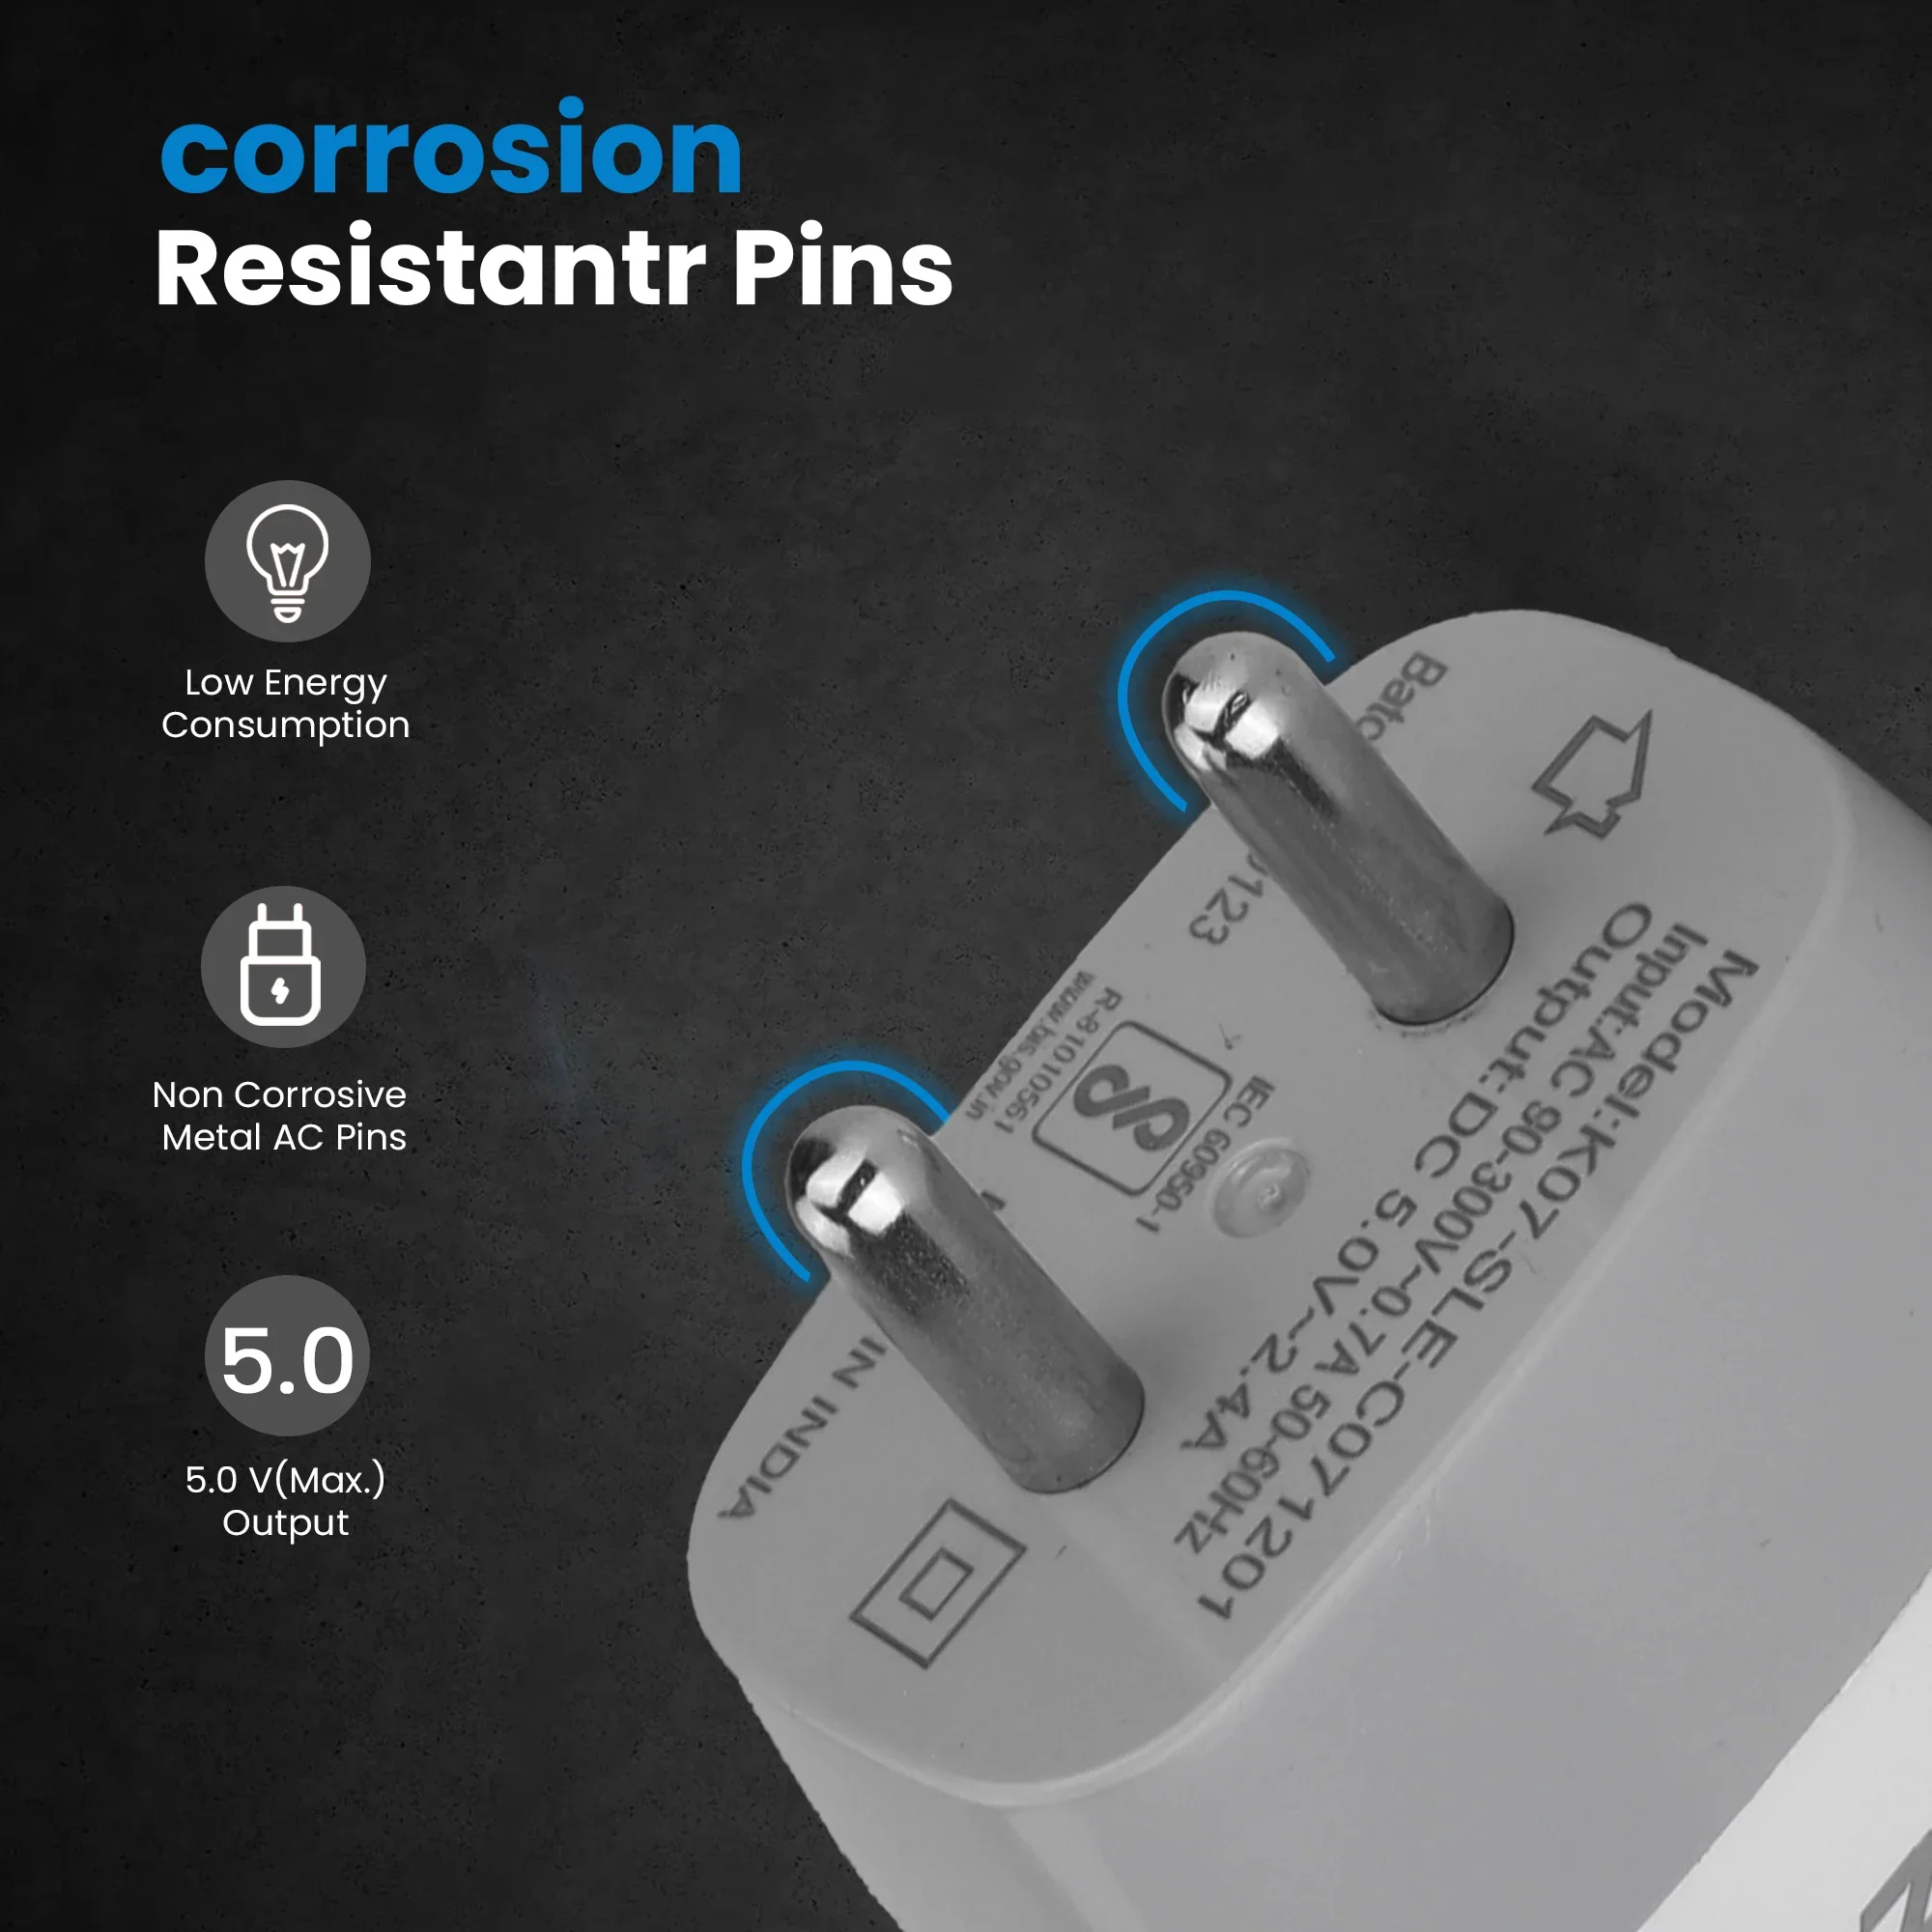 corrosion
Resistantr Pins
Low Energy
Consumption
Non Corrosive
Metal AC Pins
5.0
5.0 V(Max.)
Output
Model:K07-SLE-C071201
Input:AC 90-300V~0.7A 50-60Hz
Output:DC 5.0V~2.4A
IEC 60950-1
R-81011056
www.bis.gov.in
123
IN INDIA